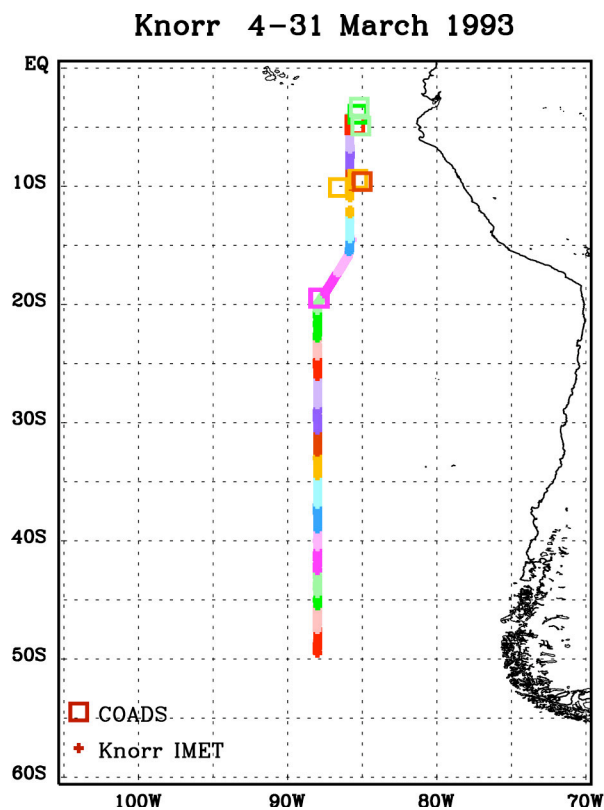 Knorr 4-31 March 1993
EQ
10S
20S
30S
40S
50S
60S
COADS
Knorr IMET
100W 90W 80W 70W